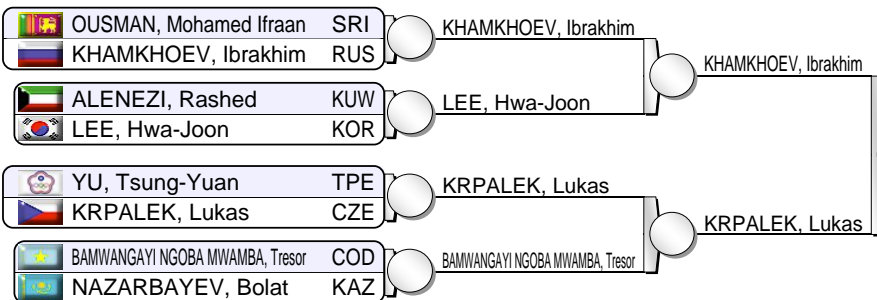 OUSMAN, Mohamed Ifraan SRI
KHAMKHOEV, Ibrakhim RUS
KHAMKHOEV, Ibrakhim
KHAMKHOEV, Ibrakhim
ALENEZI, Rashed KUW
LEE, Hwa-Joon KOR
LEE, Hwa-Joon
YU, Tsung-Yuan TPE
KRPALEK, Lukas CZE
KRPALEK, Lukas
KRPALEK, Lukas
BAMWANGAYI NGOBA MWAMBA, Tresor COD
NAZARBAYEV, Bolat KAZ
BAMWANGAYI NGOBA MWAMBA, Tresor